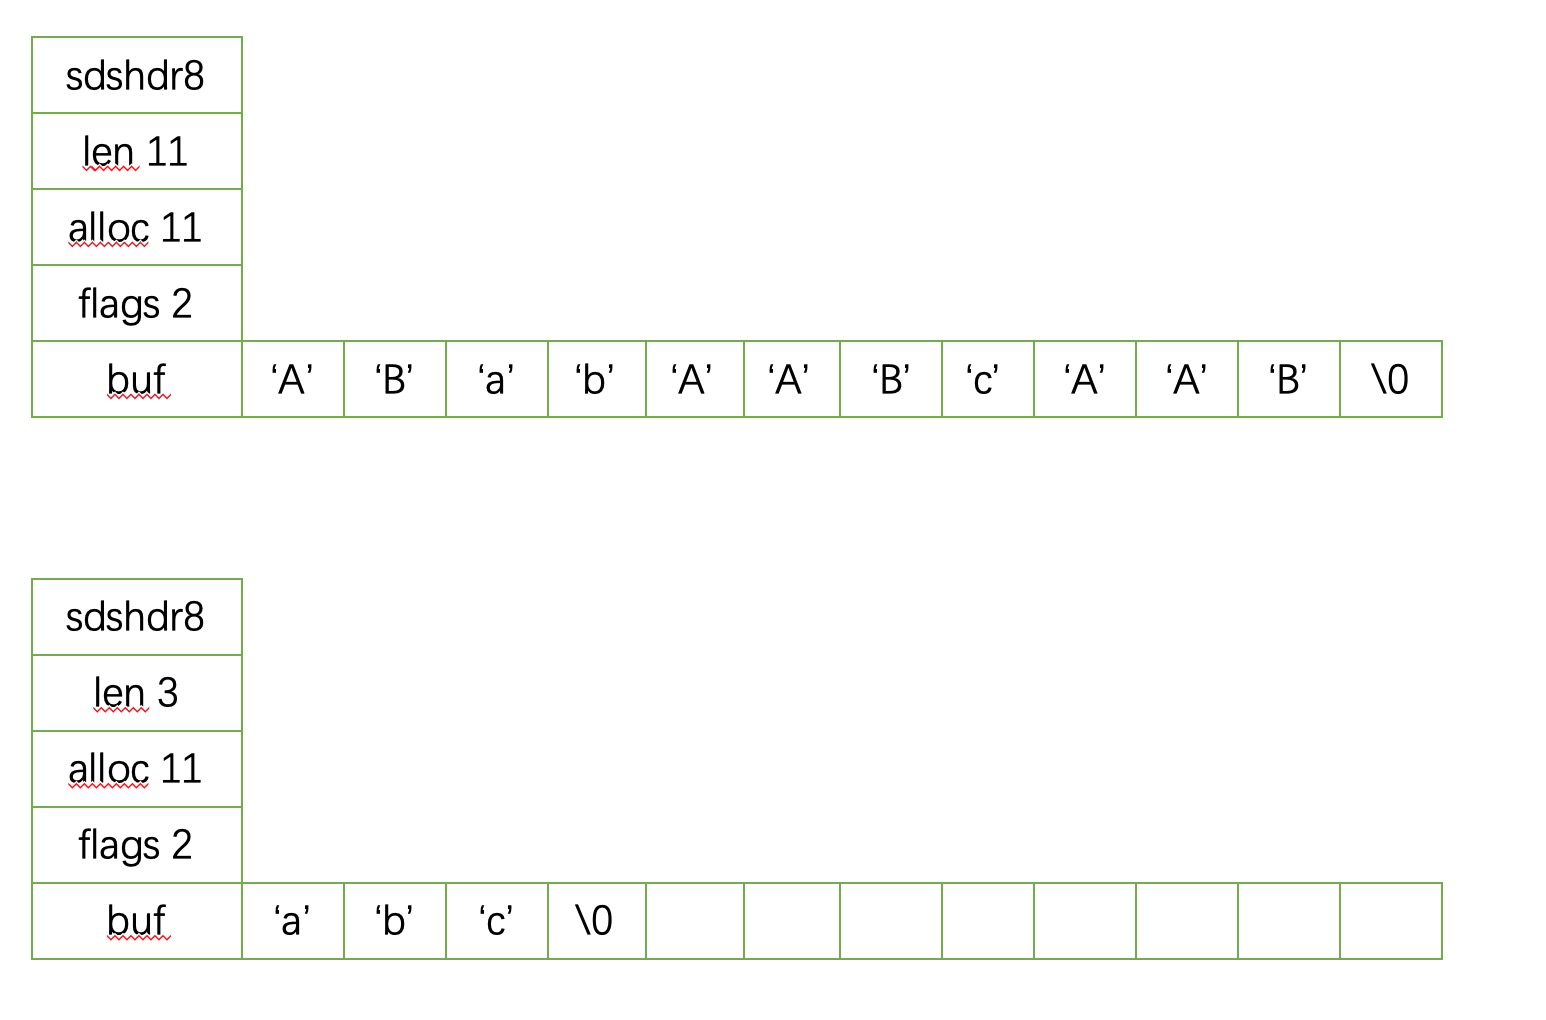 sdshdr8
len 11
alloc 11
flags 2
buf ‘A’ ‘B’ ‘a’ ‘b’ ‘A’ ‘A’ ‘B’ ‘c’ ‘A’ ‘A’ ‘B’ \0
sdshdr8
len 3
alloc 11
flags 2
buf ‘a’ ‘b’ ‘c’ \0